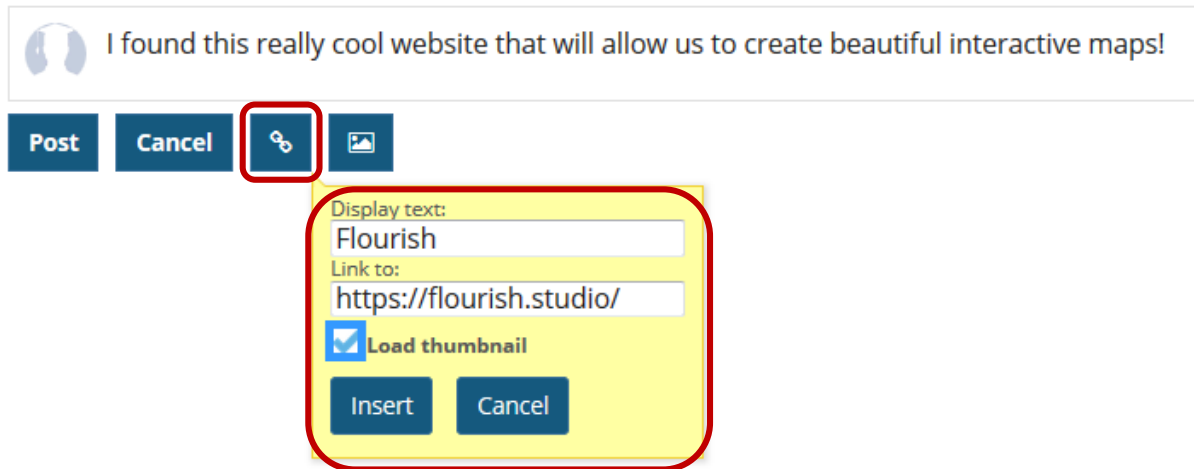 I found this really cool website that will allow us to create beautiful interactive maps!
Post Cancel
Display text:
Flourish
Link to:
https://flourish.studio/
Load thumbnail
Insert Cancel